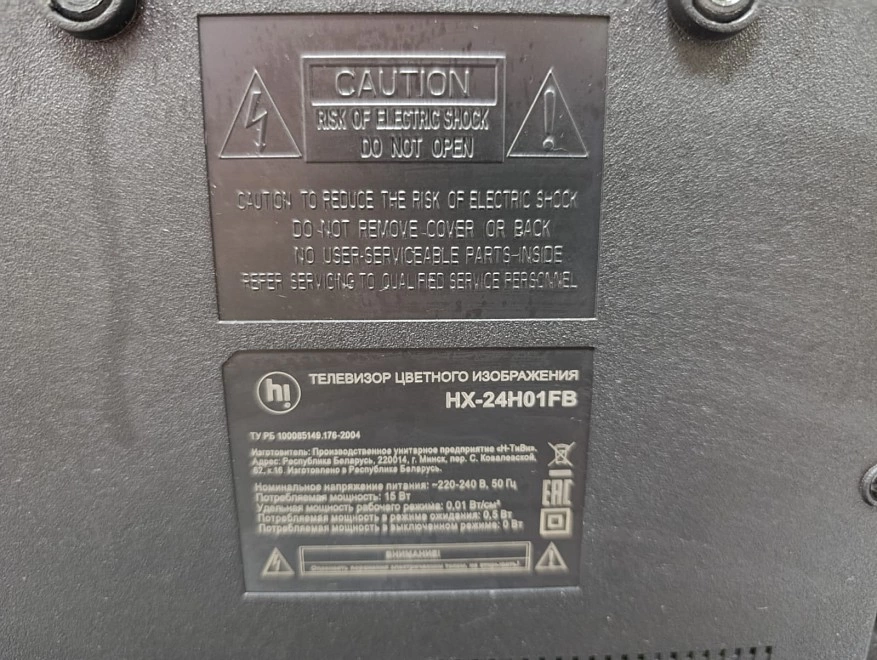 CAUTION
RISK OF ELECTRIC SHOCK
DO NOT OPEN
CAUTION TO REDUCE THE RISK OF ELECTRIC SHOCK
DO-NOT REMOVE-COVER OR BACK
NO USER-SERVICEABLE PARTS-INSIDE
REFER SERVICING TO QUALIFIED SERVICE PERSONNEL
hi
ТЕЛЕВИЗОР ЦВЕТНОГО ИЗОБРАЖЕНИЯ
HX-24H01FB
ТУ РБ 100085149.176-2004
Изготовитель: Производственное унитарное предприятие «Н-ТиВи».
Адрес: Республика Беларусь, 220014, г. Минск, пер. С. Ковалевской,
62, к.16. Изготовлено в Республике Беларусь.
Номинальное напряжение питания: ~220-240 В, 50 Гц
Потребляемая мощность: 15 Вт
Удельная мощность рабочего режима: 0,01 Вт/см²
Потребляемая мощность в режиме ожидания: 0,5 Вт
Потребляемая мощность в выключенном режиме: 0 Вт
EAC
ВНИМАНИЕ!